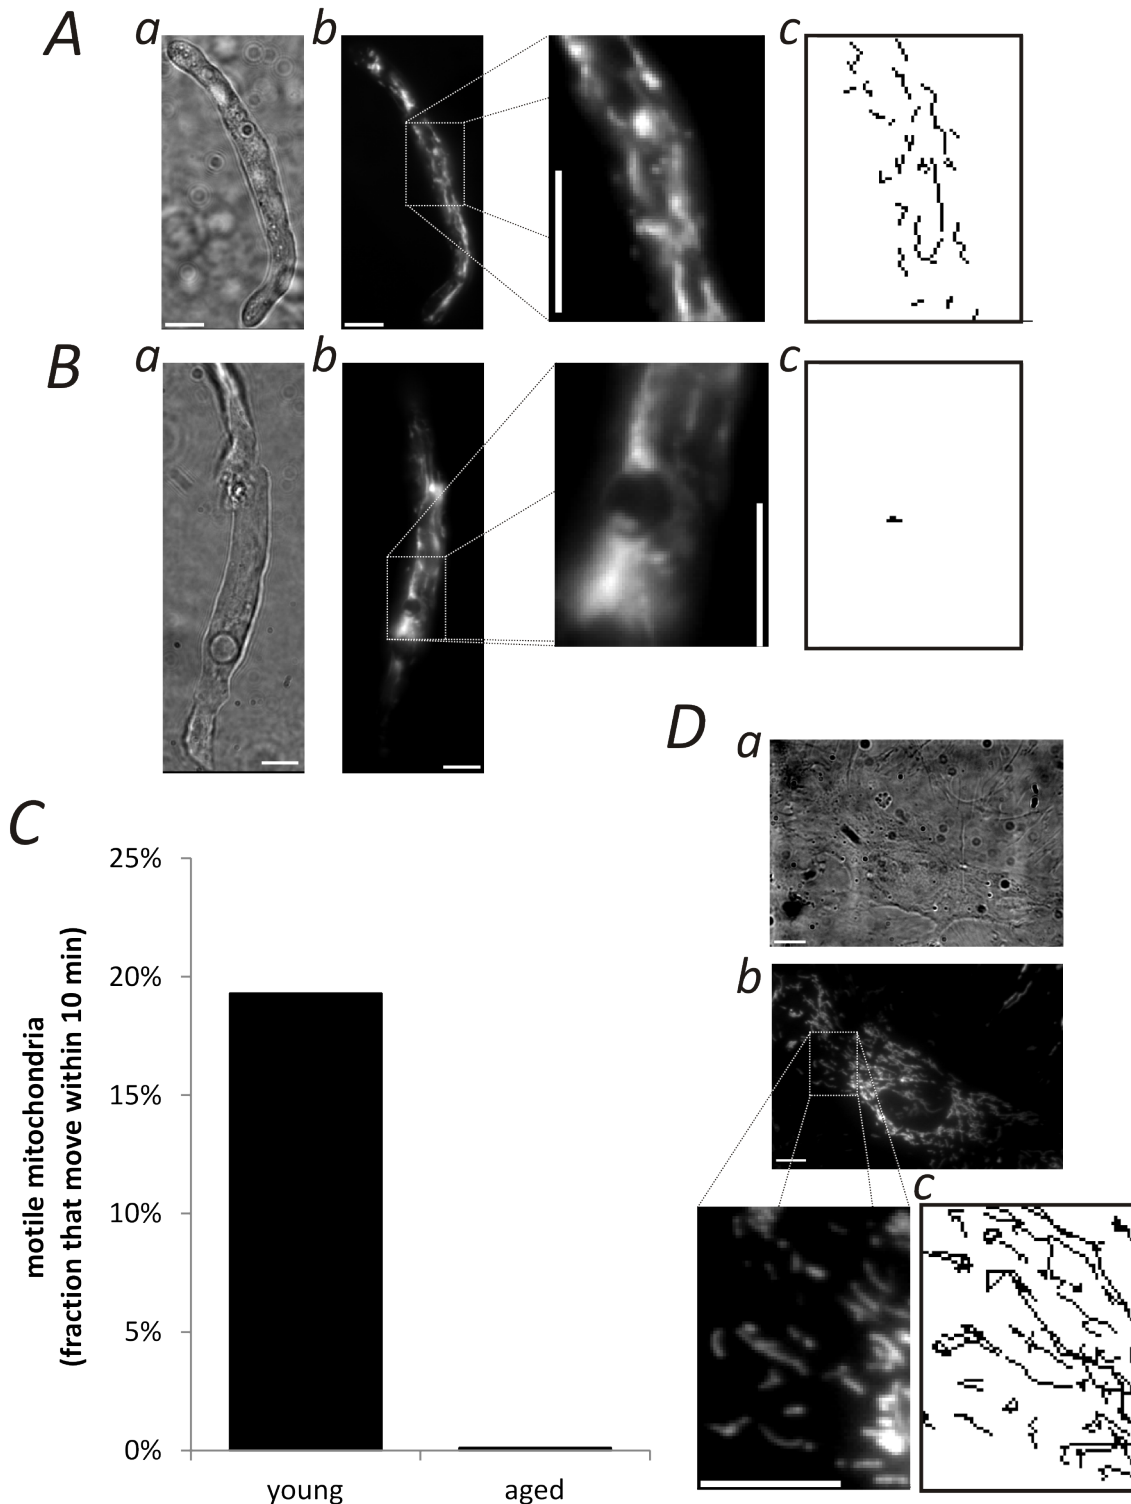 A
a
b
c
B
a
b
c
D
a
b
c
C
motile mitochondria
(fraction that move within 10 min)
25%
20%
15%
10%
5%
0%
young
aged